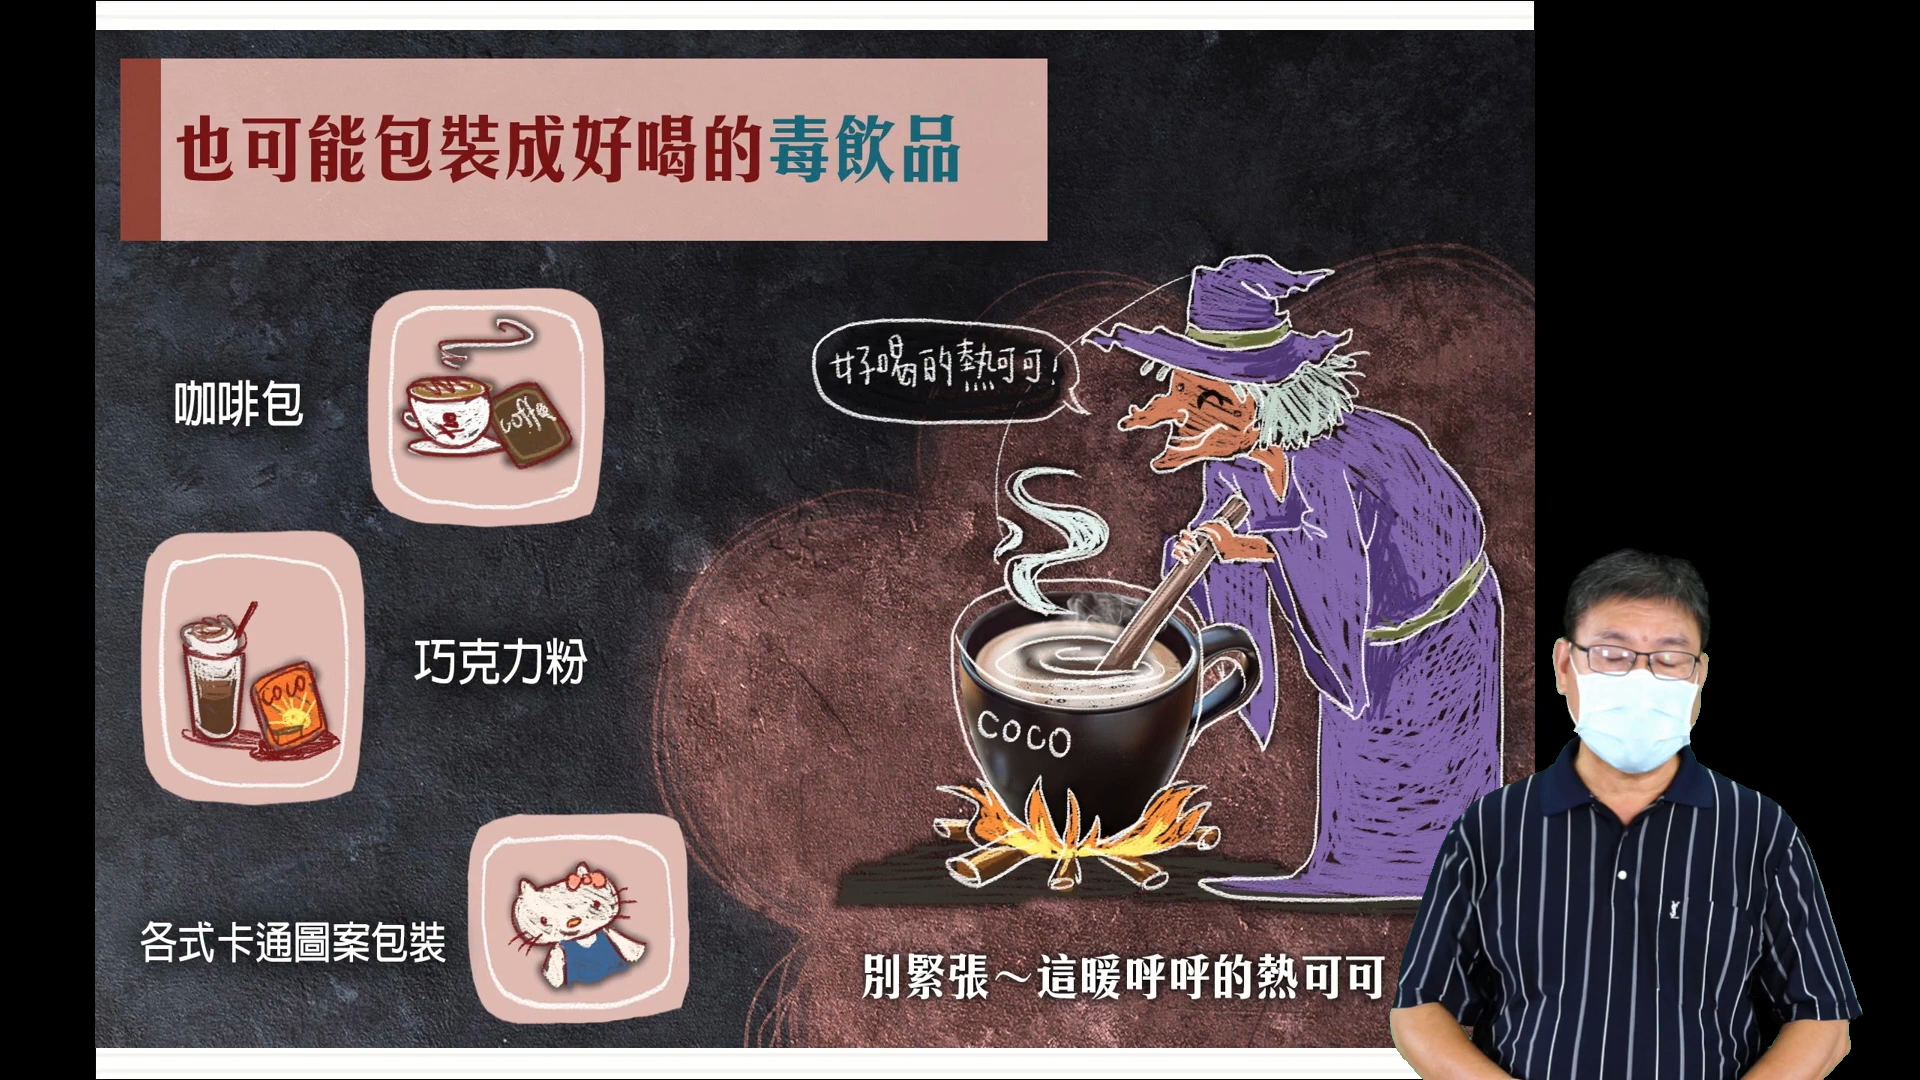 也可能包裝成好喝的毒飲品
好喝的熱可可!
咖啡包
coffee
巧克力粉
COCO
COCO
各式卡通圖案包裝
別緊張～這暖呼呼的熱可可